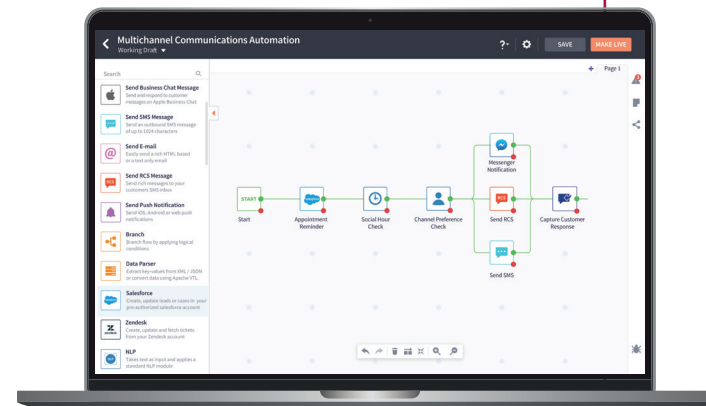 Multichannel Communications Automation
Working Draft
?
SAVE
MAKE LIVE
Search
+ Page 1
Send Business Chat Message
Send and respond to customer
messages on Apple Business Chat
Send SMS Message
Send an outbound SMS message
of up to 1024 characters
Send E-mail
Easily send a rich HTML based
or a text only email
Send RCS Message
Send rich messages to your
customers SMS inbox
Send Push Notification
Send iOS, Android or web push
notifications
Branch
Branch flow by applying logical
conditions
Data Parser
Extract key-values from XML / JSON
or convert data using Apache VTL
Salesforce
Create, update leads or cases in your
pre-authorized salesforce account
Zendesk
Create, update and fetch tickets
from your Zendesk account
NLP
Takes text as input and applies a
standard NLP module
@
RCS
START
Start
Appointment
Reminder
Social Hour
Check
Channel Preference
Check
Messenger
Notification
RCS
Send RCS
Send SMS
Capture Customer
Response